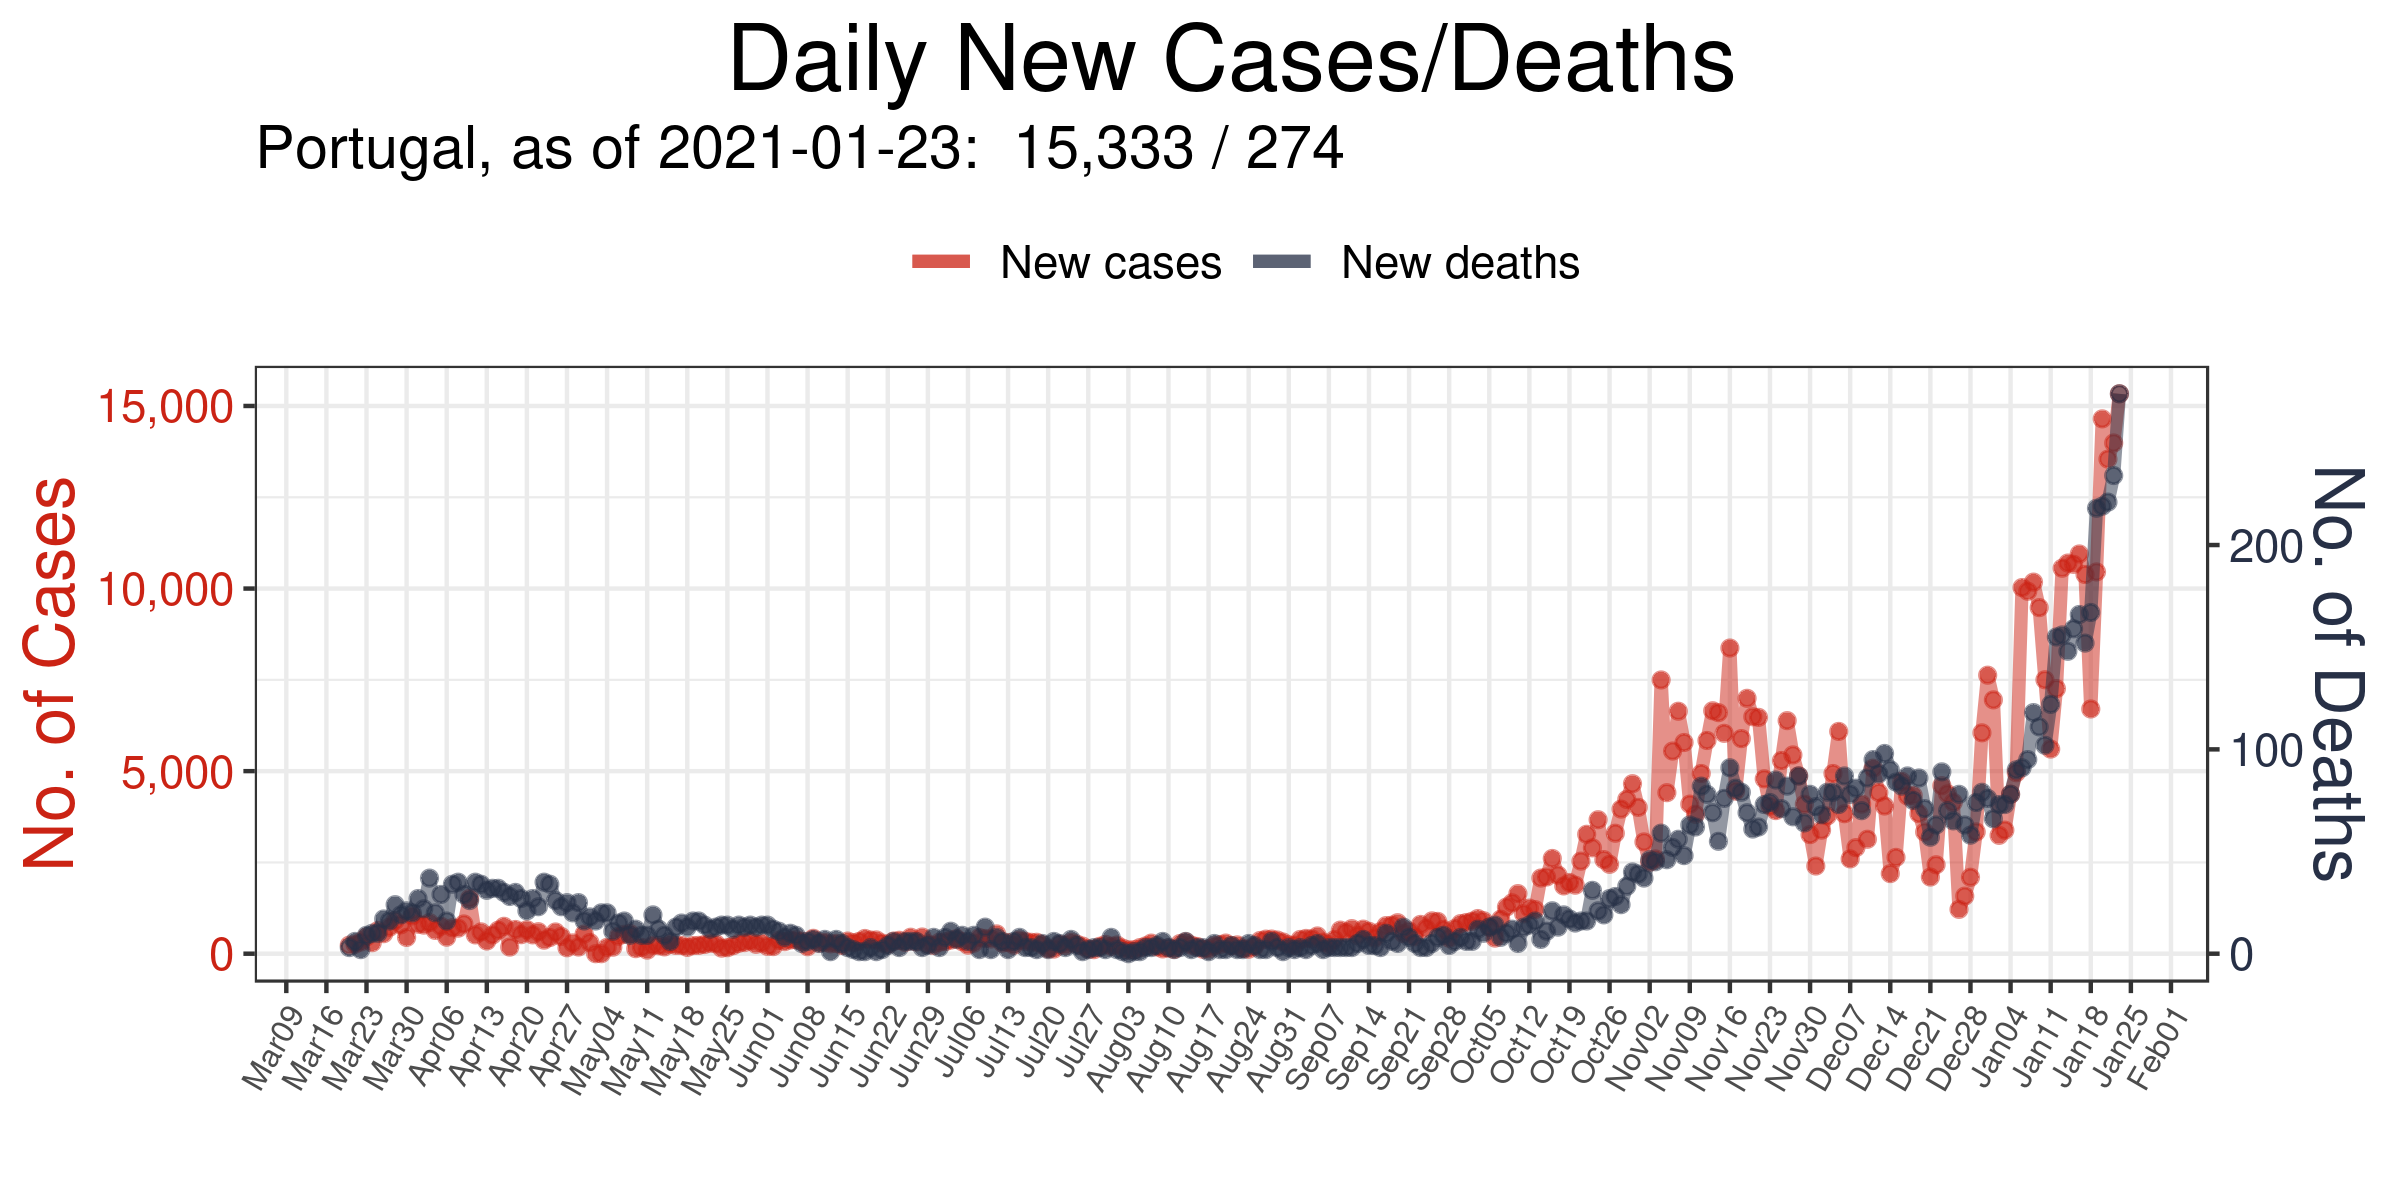 Daily New Cases/Deaths
Portugal, as of 2021-01-23:  15,333 / 274
New cases
New deaths
No. of Cases
15,000
10,000
5,000
0
200
100
0
No. of Deaths
Mar09
Mar16
Mar23
Mar30
Apr06
Apr13
Apr20
Apr27
May04
May11
May18
May25
Jun01
Jun08
Jun15
Jun22
Jun29
Jul06
Jul13
Jul20
Jul27
Aug03
Aug10
Aug17
Aug24
Aug31
Sep07
Sep14
Sep21
Sep28
Oct05
Oct12
Oct19
Oct26
Nov02
Nov09
Nov16
Nov23
Nov30
Dec07
Dec14
Dec21
Dec28
Jan04
Jan11
Jan18
Jan25
Feb01